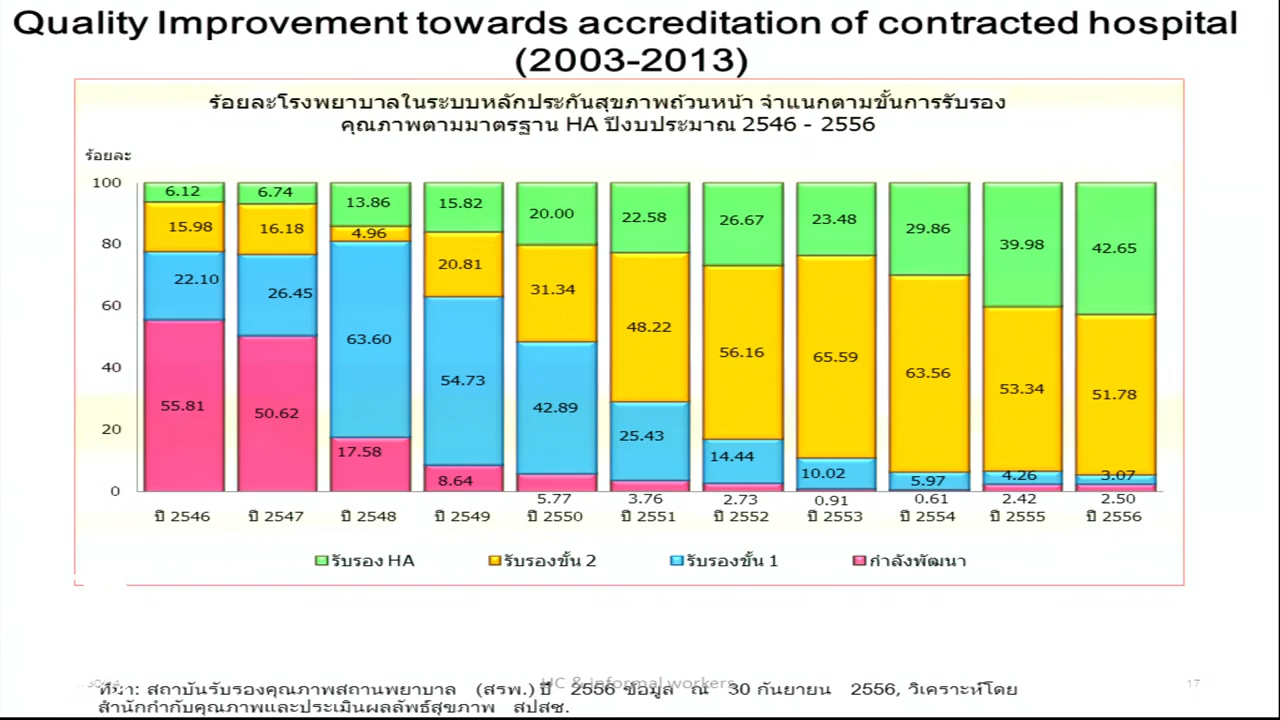 Quality Improvement towards accreditation of contracted hospital
(2003-2013)
ร้อยละโรงพยาบาลในระบบหลักประกันสุขภาพถ้วนหน้า จำแนกตามขั้นการรับรอง
คุณภาพตามมาตรฐาน HA ปีงบประมาณ 2546 - 2556
ร้อยละ
100 6.12 6.74 13.86 15.82 20.00 22.58 26.67 23.48 29.86 39.98 42.65
80 15.98 16.18 4.96 20.81 31.34 48.22 56.16 65.59 63.56 53.34 51.78
60 22.10 26.45 63.60 54.73 42.89 25.43 14.44 10.02 5.97 4.26 3.07
40 55.81 50.62 17.58 8.64 5.77 3.76 2.73 0.91 0.61 2.42 2.50
20
0
ปี 2546 ปี 2547 ปี 2548 ปี 2549 ปี 2550 ปี 2551 ปี 2552 ปี 2553 ปี 2554 ปี 2555 ปี 2556
รับรอง HA รับรองขั้น 2 รับรองขั้น 1 กำลังพัฒนา
UC & informal workers
17
ที่มา: สถาบันรับรองคุณภาพสถานพยาบาล (สรพ.) ปี 2556 ข้อมูล ณ 30 กันยายน 2556, วิเคราะห์โดย
สำนักกำกับคุณภาพและประเมินผลลัพธ์สุขภาพ สปสช.